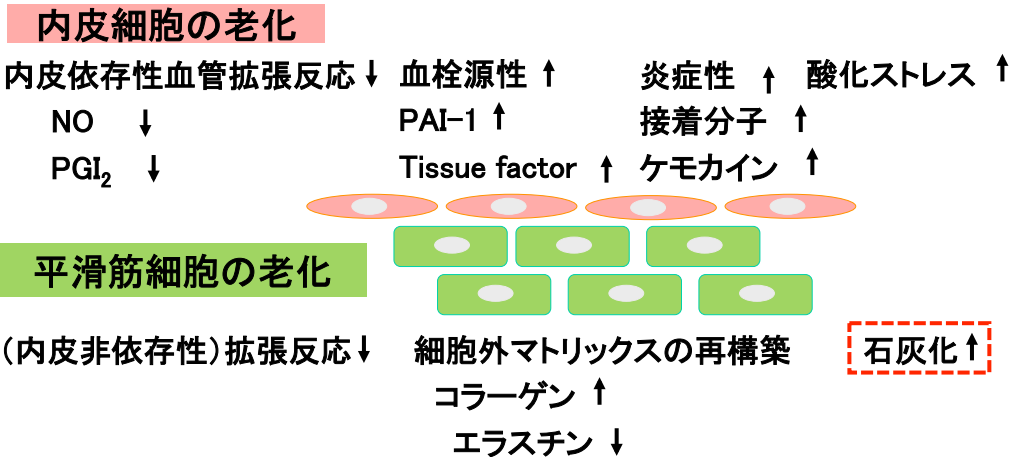 内皮細胞の老化
内皮依存性血管拡張反応↓ 血栓源性↑ 炎症性↑ 酸化ストレス↑
NO ↓ PAI-1↑ 接着分子↑
PGI₂ ↓ Tissue factor ↑ ケモカイン↑
平滑筋細胞の老化
(内皮非依存性)拡張反応↓ 細胞外マトリックスの再構築 石灰化↑
コラーゲン↑
エラスチン↓